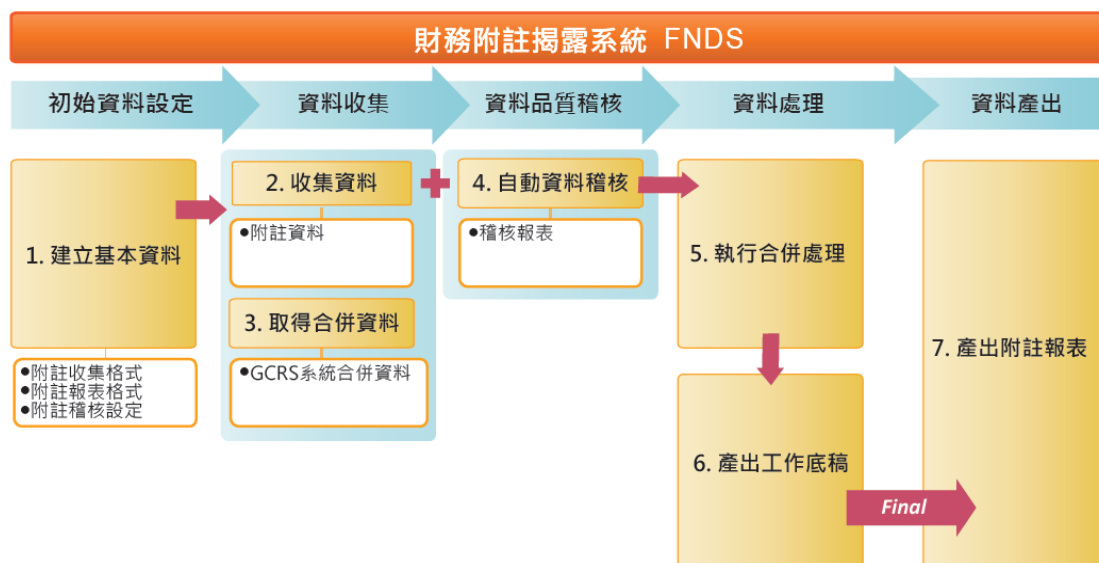 財務附註揭露系統 FNDS
初始資料設定
資料收集
資料品質稽核
資料處理
資料產出
1. 建立基本資料
●附註收集格式
●附註報表格式
●附註稽核設定
2. 收集資料
●附註資料
3. 取得合併資料
●GCRS系統合併資料
4. 自動資料稽核
●稽核報表
5. 執行合併處理
6. 產出工作底稿
Final
7. 產出附註報表